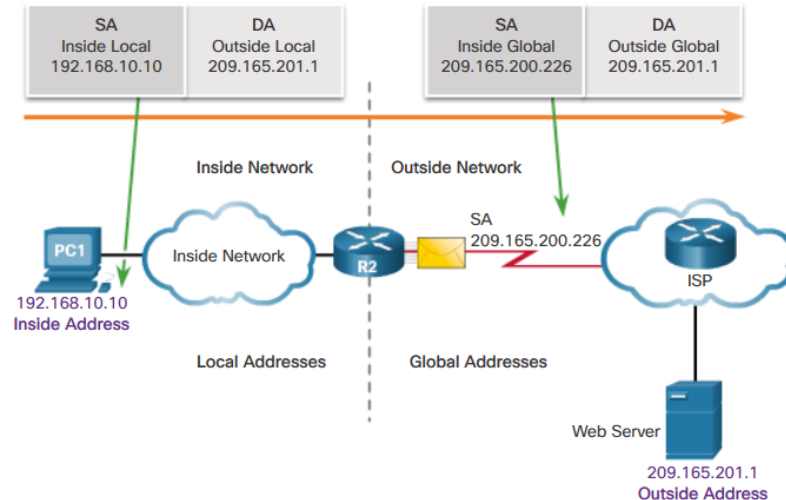 SA
Inside Local
192.168.10.10
DA
Outside Local
209.165.201.1
SA
Inside Global
209.165.200.226
DA
Outside Global
209.165.201.1
Inside Network
Outside Network
SA
209.165.200.226
PC1
Inside Network
R2
ISP
192.168.10.10
Inside Address
Local Addresses
Global Addresses
Web Server
209.165.201.1
Outside Address